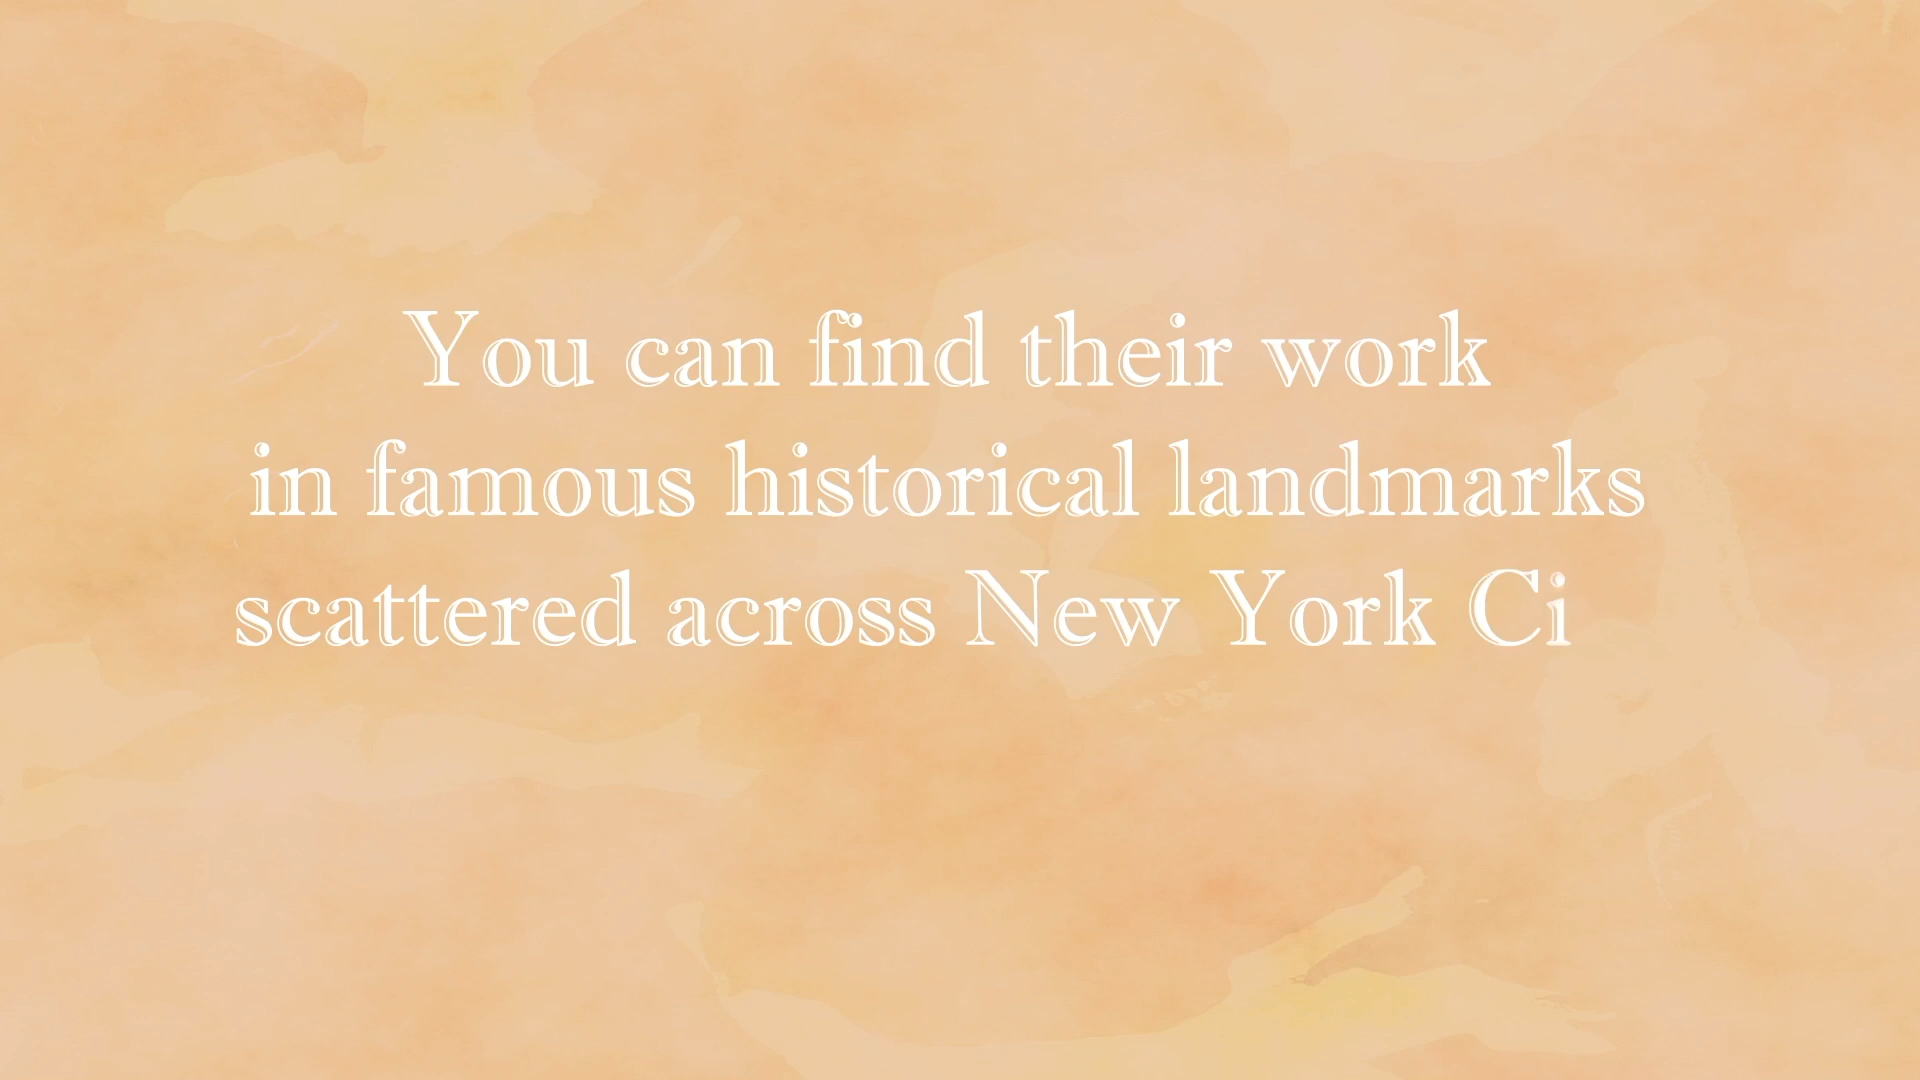 You can find their work
in famous historical landmarks
scattered across New York Ci